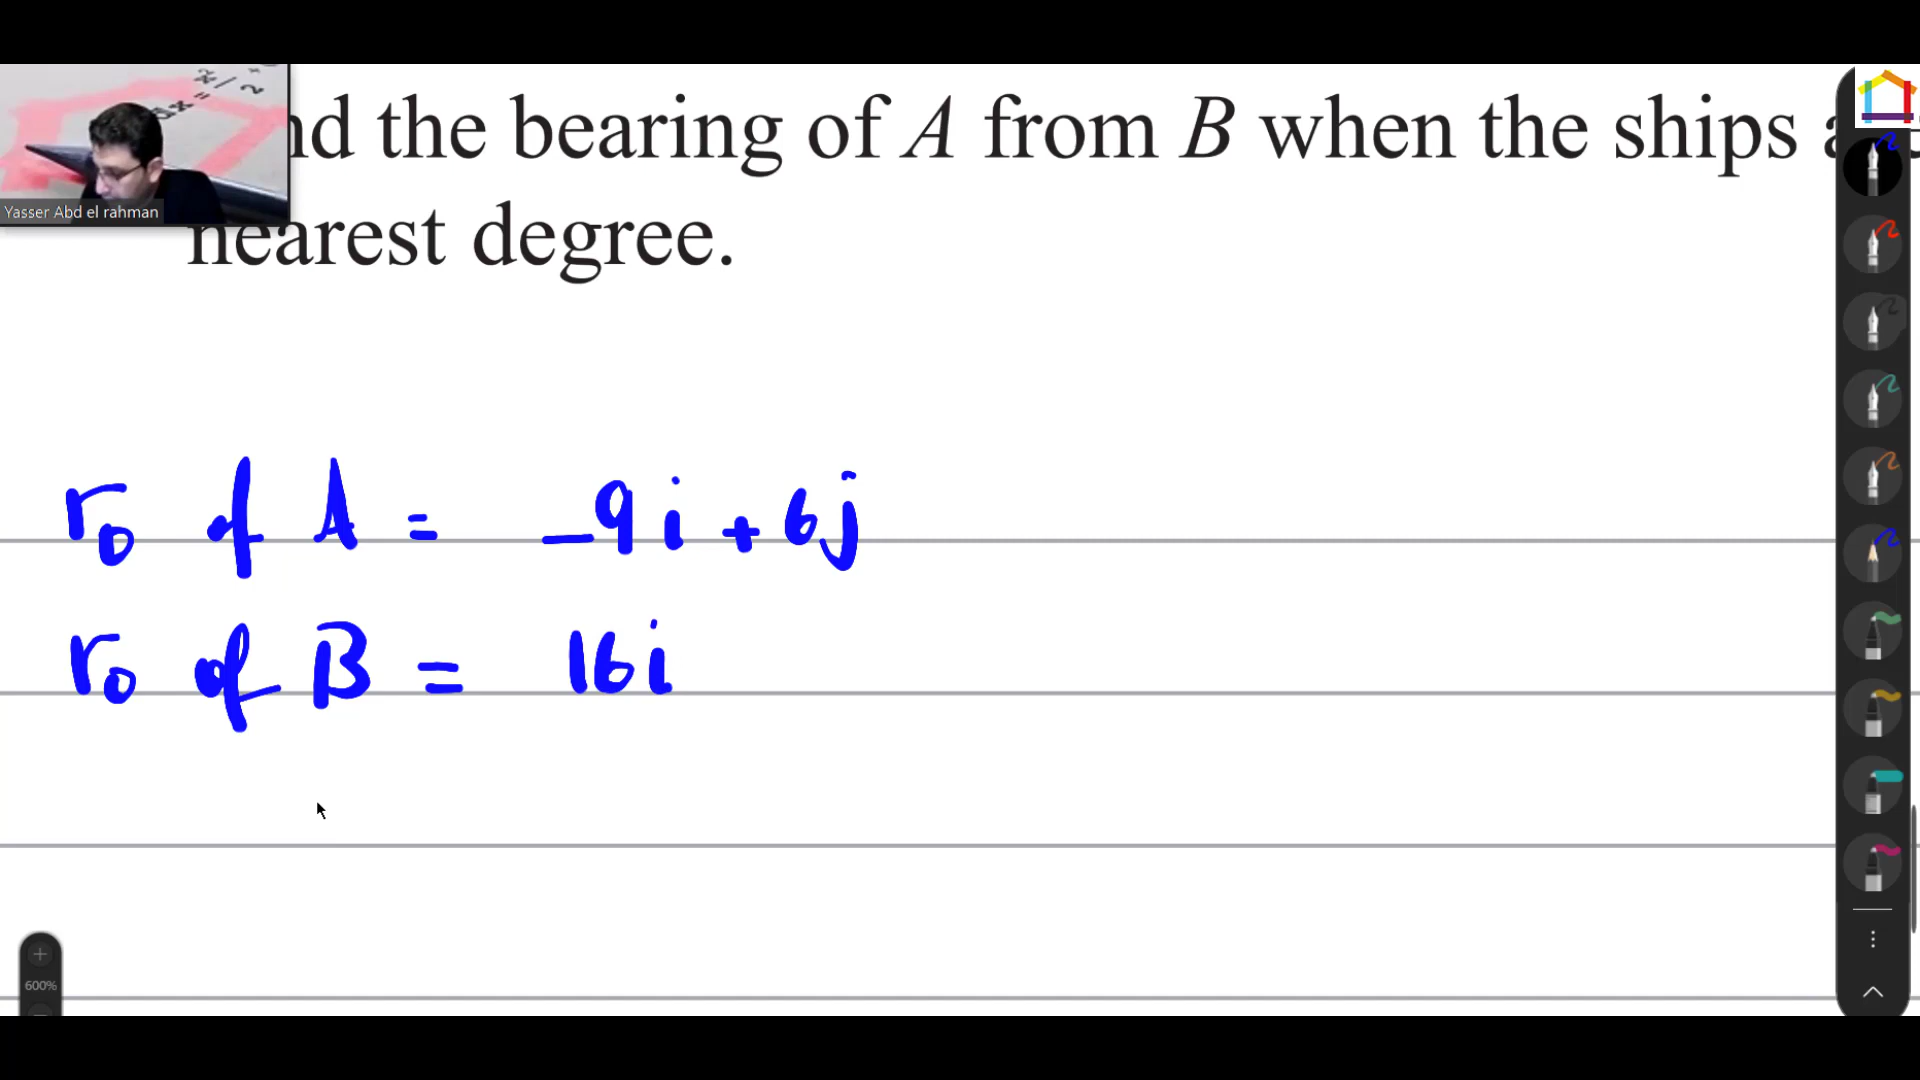 nd the bearing of A from B when the ships
nearest degree.
Yasser Abd el rahman
r₀ of A = -9i + 6j
r₀ of B = 16i
600%